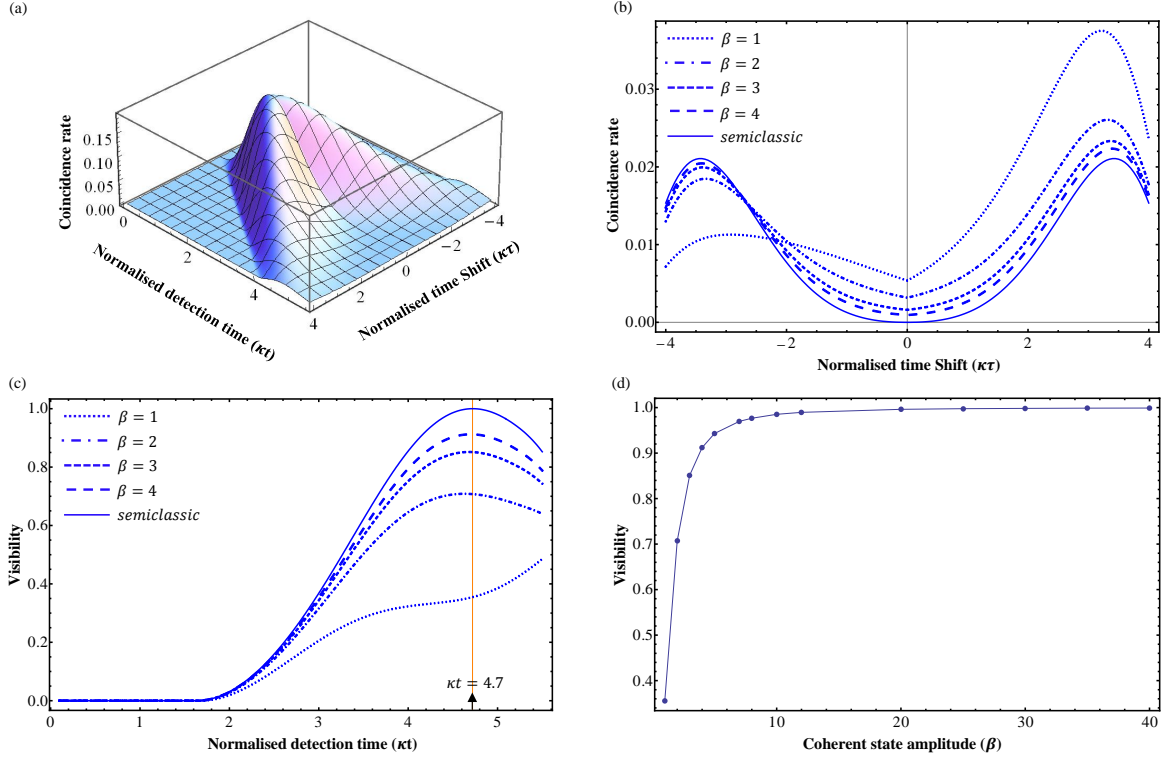 (a)
Coincidence rate
0.15
0.10
0.05
0.00
0
2
4
Normalised detection time (κt)
4
2
0
−2
−4
Normalised time Shift (κτ)
(b)
β = 1
β = 2
β = 3
β = 4
semiclassic
Coincidence rate
0.03
0.02
0.01
0.00
−4
−2
0
2
4
Normalised time Shift (κτ)
(c)
β = 1
β = 2
β = 3
β = 4
semiclassic
Visibility
1.0
0.8
0.6
0.4
0.2
0.0
κt = 4.7
0
1
2
3
4
5
Normalised detection time (κt)
(d)
Visibility
1.0
0.9
0.8
0.7
0.6
0.5
0.4
10
20
30
40
Coherent state amplitude (β)